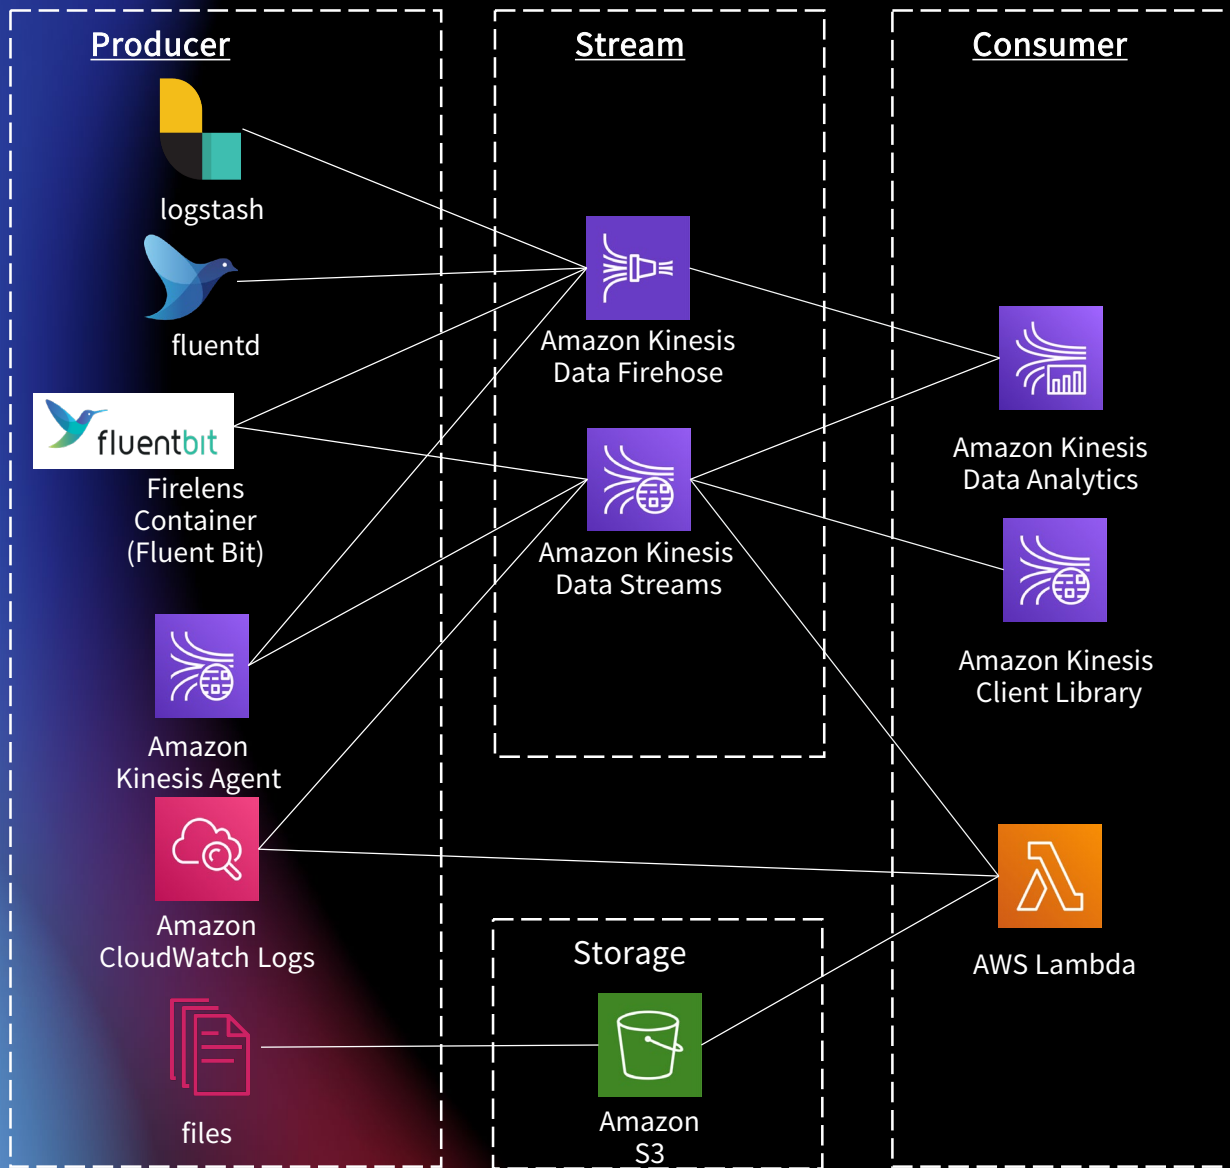 Producer
logstash
fluentd
fluentbit
Firelens
Container
(Fluent Bit)
Amazon
Kinesis Agent
Amazon
CloudWatch Logs
files
Stream
Amazon Kinesis
Data Firehose
Amazon Kinesis
Data Streams
Storage
Amazon
S3
Consumer
Amazon Kinesis
Data Analytics
Amazon Kinesis
Client Library
AWS Lambda